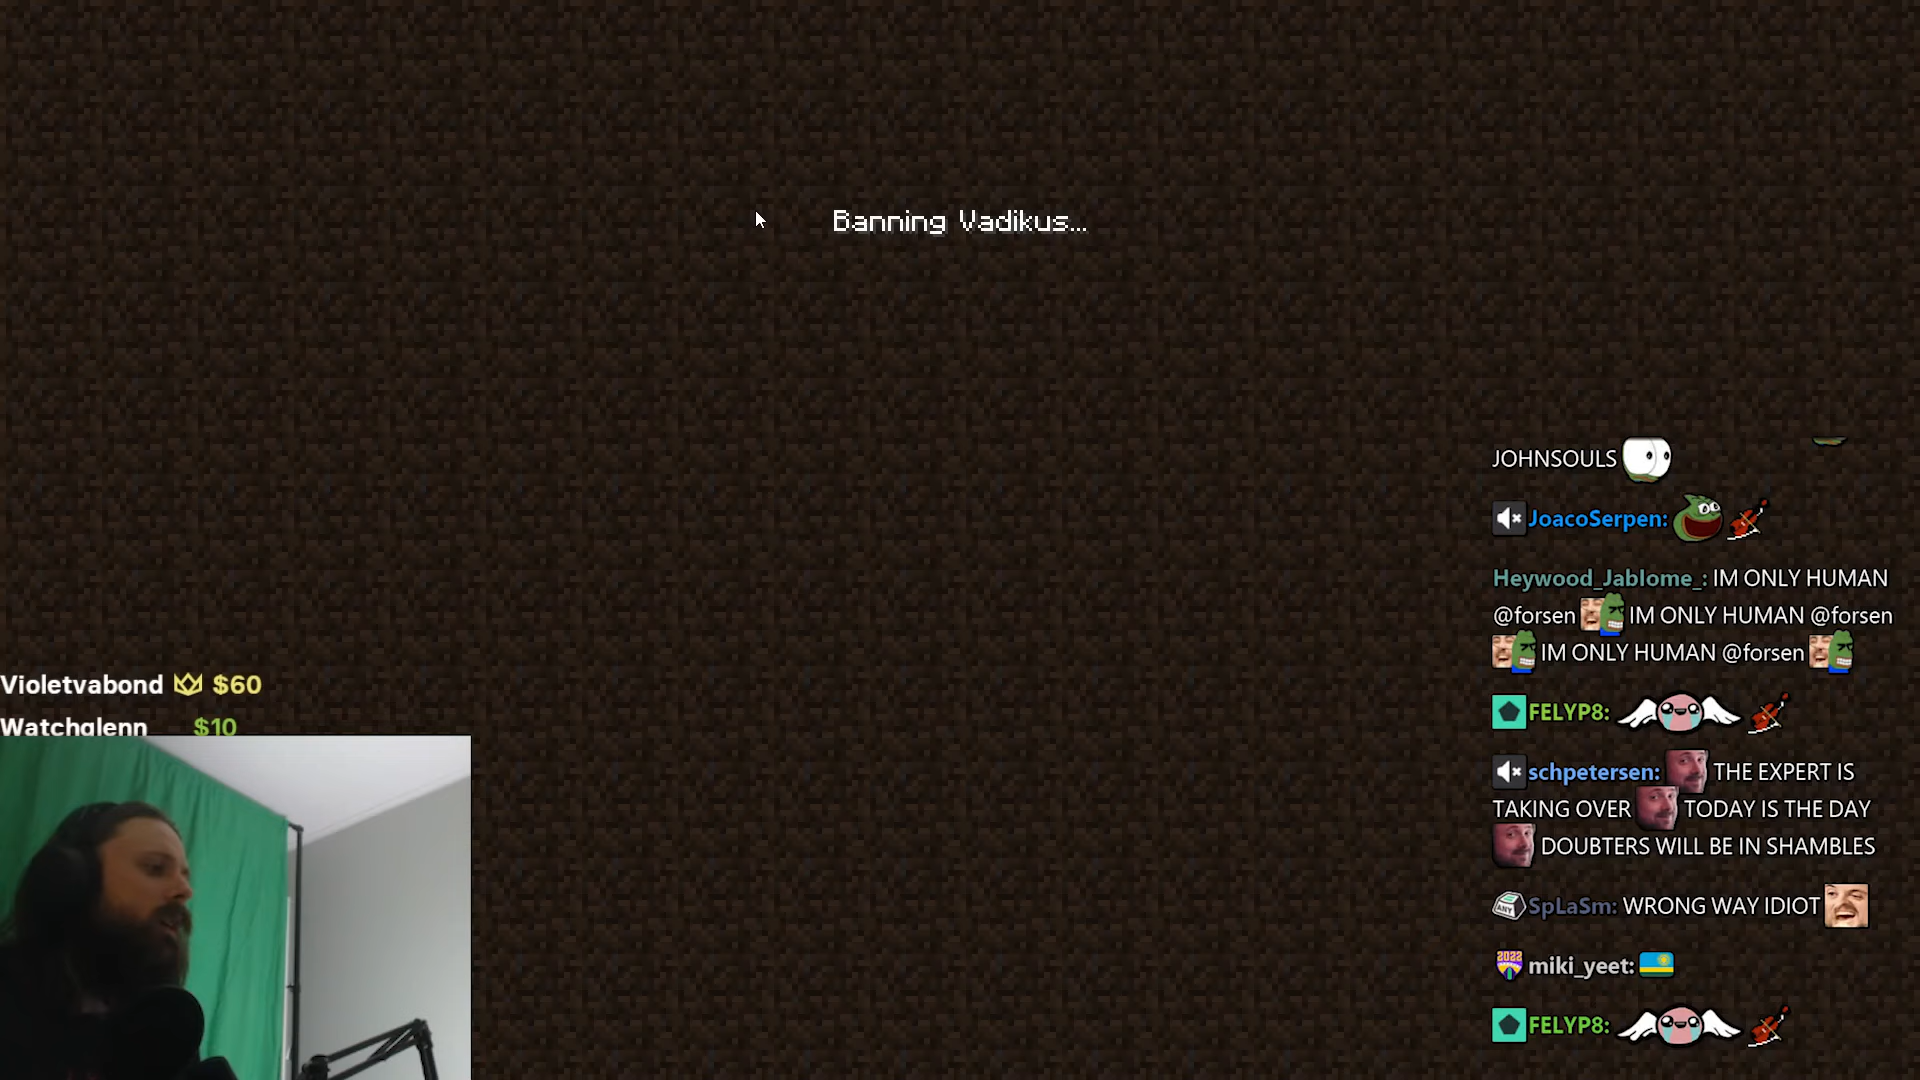 Banning Vadikus...
JOHNSOULS
JoacoSerpen:
Heywood_Jablome_: IM ONLY HUMAN
@forsen IM ONLY HUMAN @forsen
IM ONLY HUMAN @forsen
FELYP8:
schpetersen: THE EXPERT IS
TAKING OVER TODAY IS THE DAY
DOUBTERS WILL BE IN SHAMBLES
ANY SpLaSm: WRONG WAY IDIOT
2022 miki_yeet:
FELYP8:
Violetvabond $60
Watchglenn $10